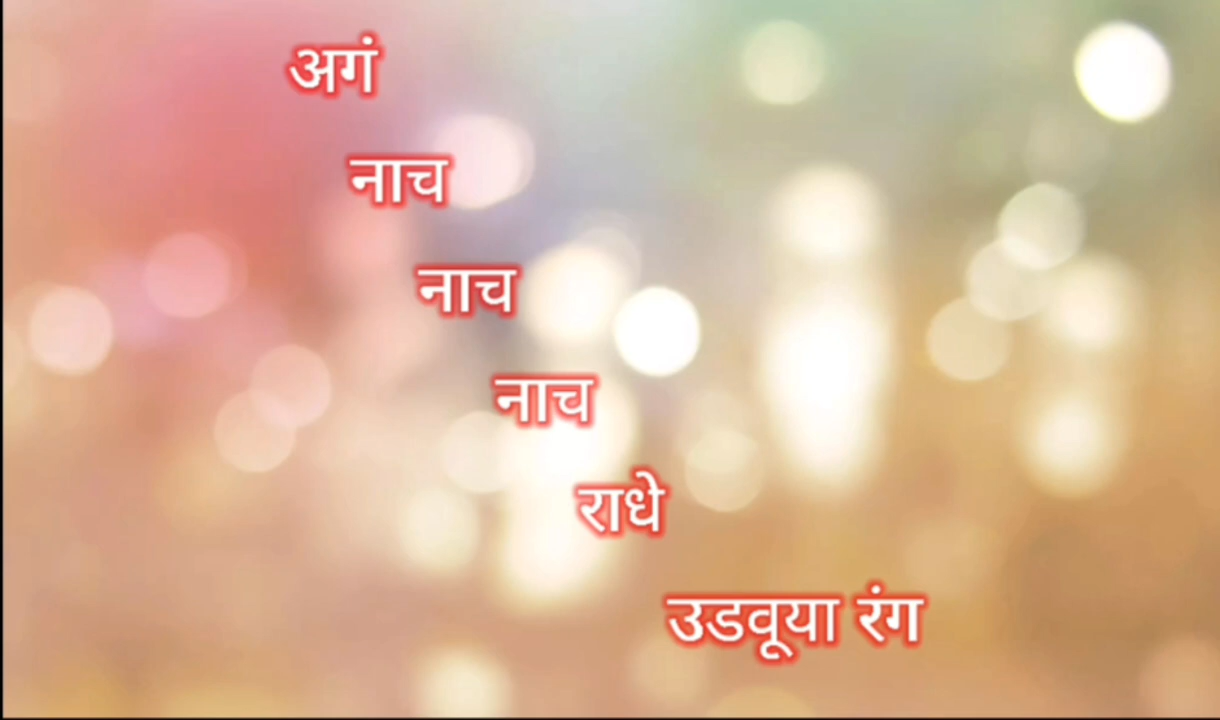 अगं
नाच
नाच
नाच
राधे
उडवूया रंग